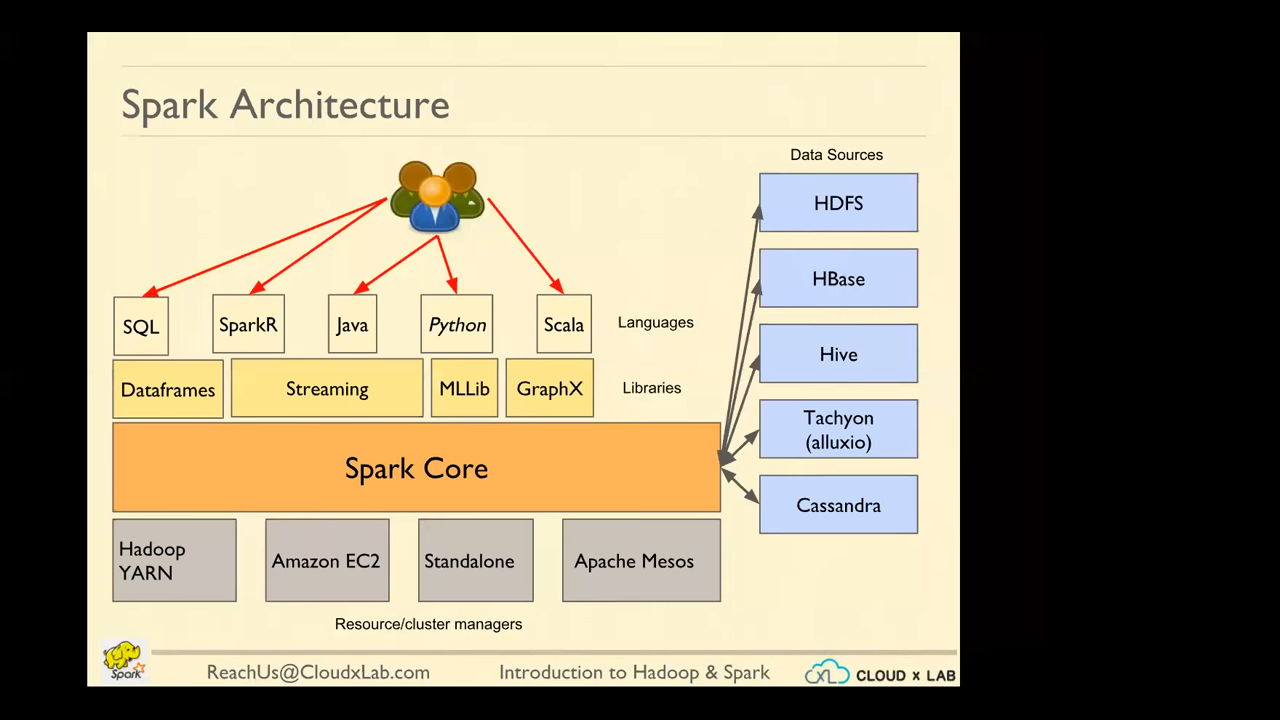 Spark Architecture
Data Sources
HDFS
HBase
Hive
Tachyon
(alluxio)
Cassandra
SQL
SparkR
Java
Python
Scala
Languages
Dataframes
Streaming
MLLib
GraphX
Libraries
Spark Core
Hadoop
YARN
Amazon EC2
Standalone
Apache Mesos
Resource/cluster managers
Spark
ReachUs@CloudxLab.com
Introduction to Hadoop & Spark
XL
CLOUD x LAB